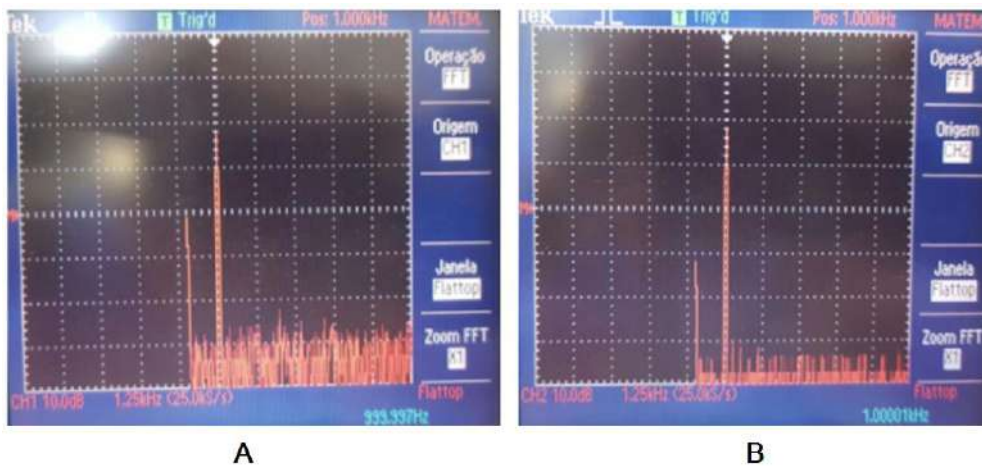 Tek T Trig'd Pos: 1.000kHz MATEM.
Operação
FFT
Origem
CH1
Janela
Flattop
Zoom FFT
X1
CH1 10.0dB 1.25kHz (25.0kS/s) Flattop
999.997Hz
A
Tek T Trig'd Pos: 1.000kHz MATEM.
Operação
FFT
Origem
CH2
Janela
Flattop
Zoom FFT
X1
CH2 10.0dB 1.25kHz (25.0kS/s) Flattop
1.00001kHz
B